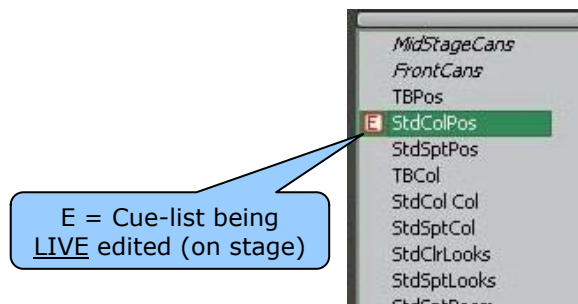 MidStageCans
FrontCans
TBPos
E StdColPos
StdSptPos
TBCol
StdCol Col
StdSptCol
StdClrLooks
StdSptLooks
E = Cue-list being
LIVE edited (on stage)